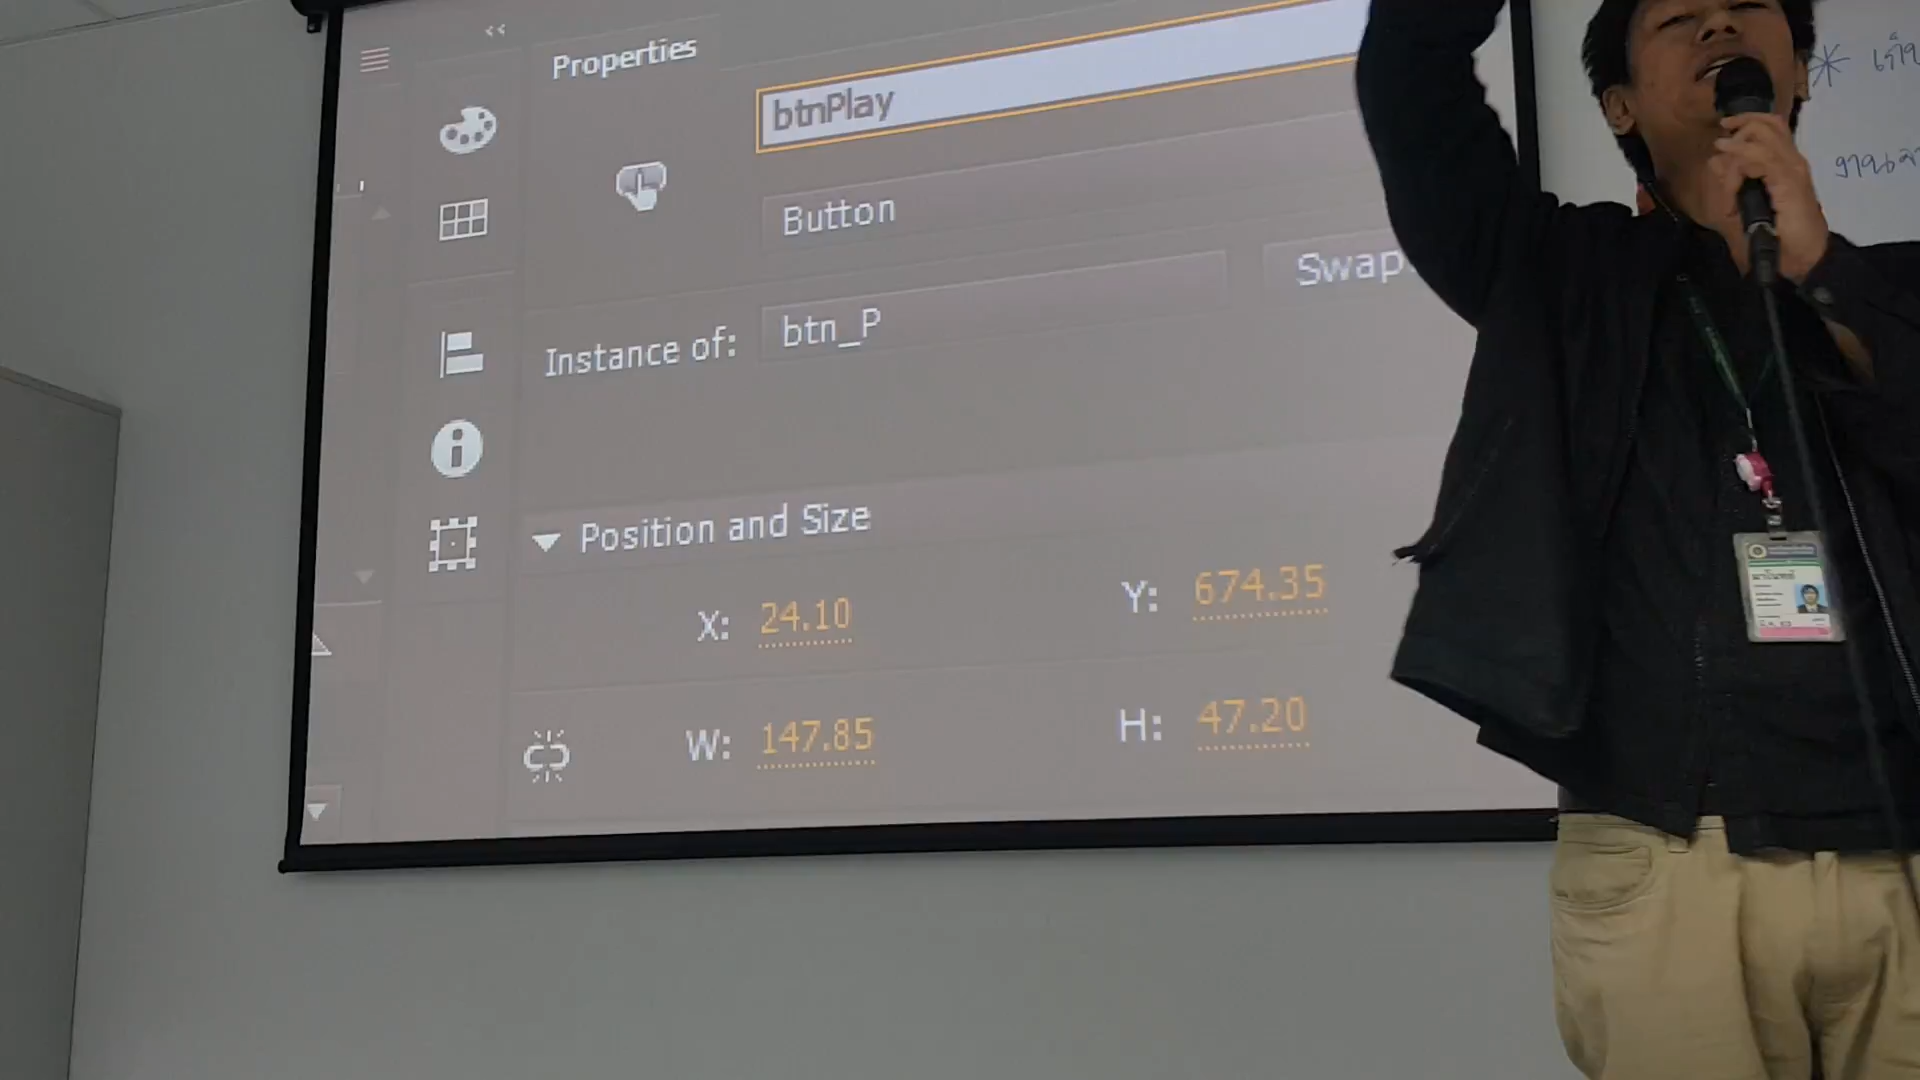 Properties
btnPlay
Button
Instance of:
btn_P
Swap
Position and Size
X: 24.10
Y: 674.35
W: 147.85
H: 47.20